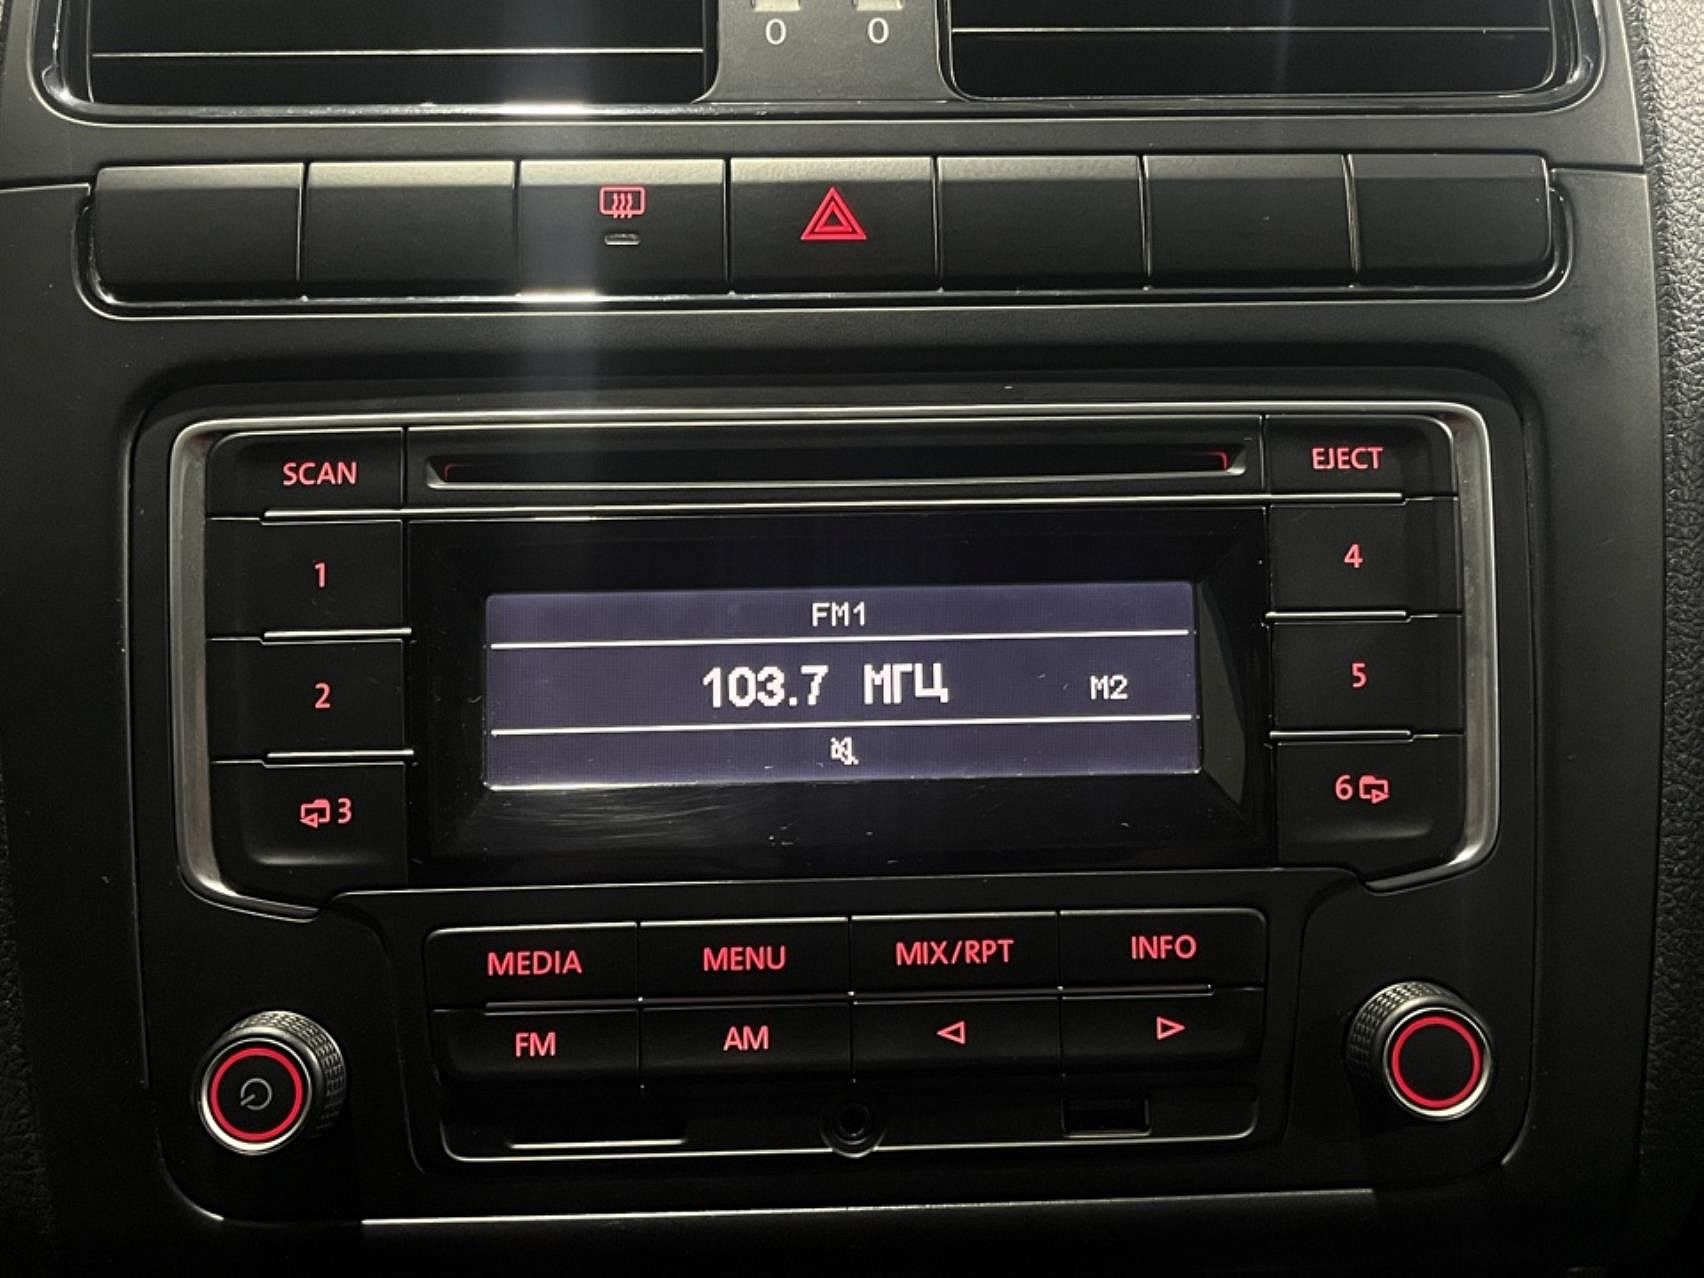 0 0
SCAN
EJECT
1
4
FM1
103.7 МГЦ M2
2
5
3
6
MEDIA MENU MIX/RPT INFO
FM AM